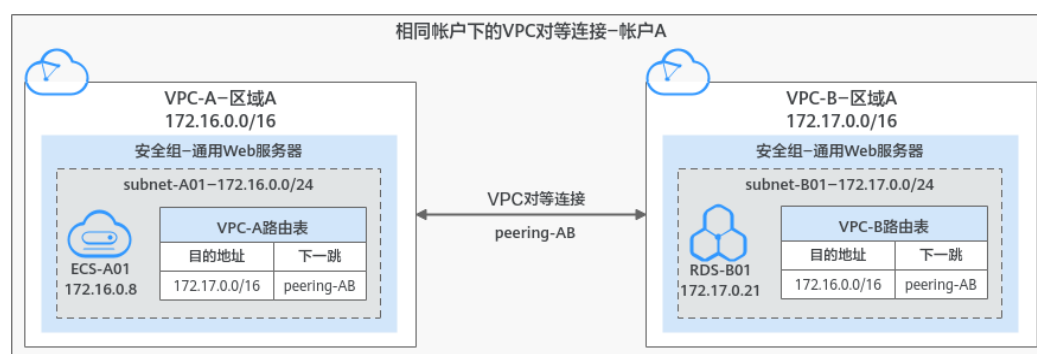 相同帐户下的VPC对等连接–帐户A
VPC-A–区域A
172.16.0.0/16
安全组–通用Web服务器
subnet-A01–172.16.0.0/24
ECS-A01
172.16.0.8
VPC-A路由表
目的地址 下一跳
172.17.0.0/16 peering-AB
VPC对等连接
peering-AB
VPC-B–区域A
172.17.0.0/16
安全组–通用Web服务器
subnet-B01–172.17.0.0/24
RDS-B01
172.17.0.21
VPC-B路由表
目的地址 下一跳
172.16.0.0/16 peering-AB